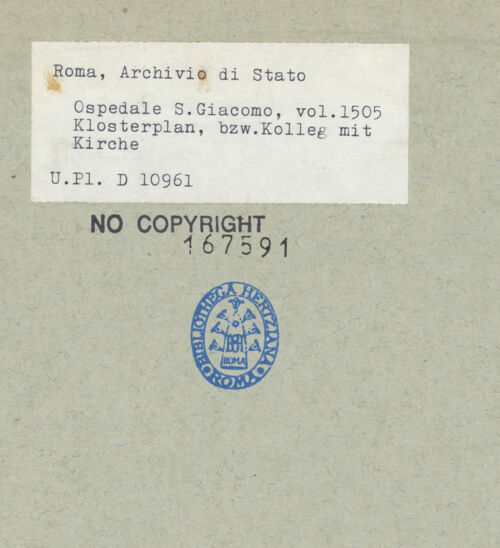 Roma, Archivio di Stato
Ospedale S.Giacomo, vol.1505
Klosterplan, bzw.Kolleg mit
Kirche
U.Pl. D 10961
NO COPYRIGHT
167591
BIBLIOTHECA HERTZIANA
ROMA
ROMA